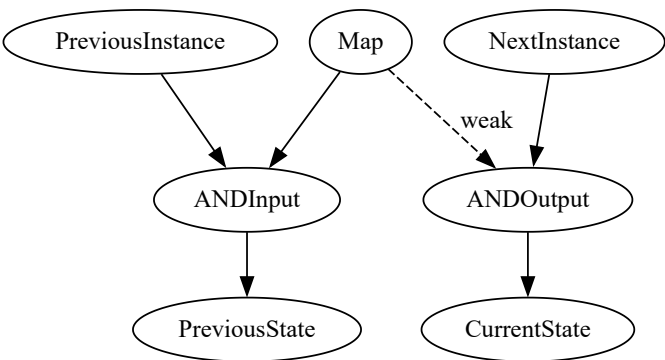 PreviousInstance
Map
NextInstance
weak
ANDInput
ANDOutput
PreviousState
CurrentState